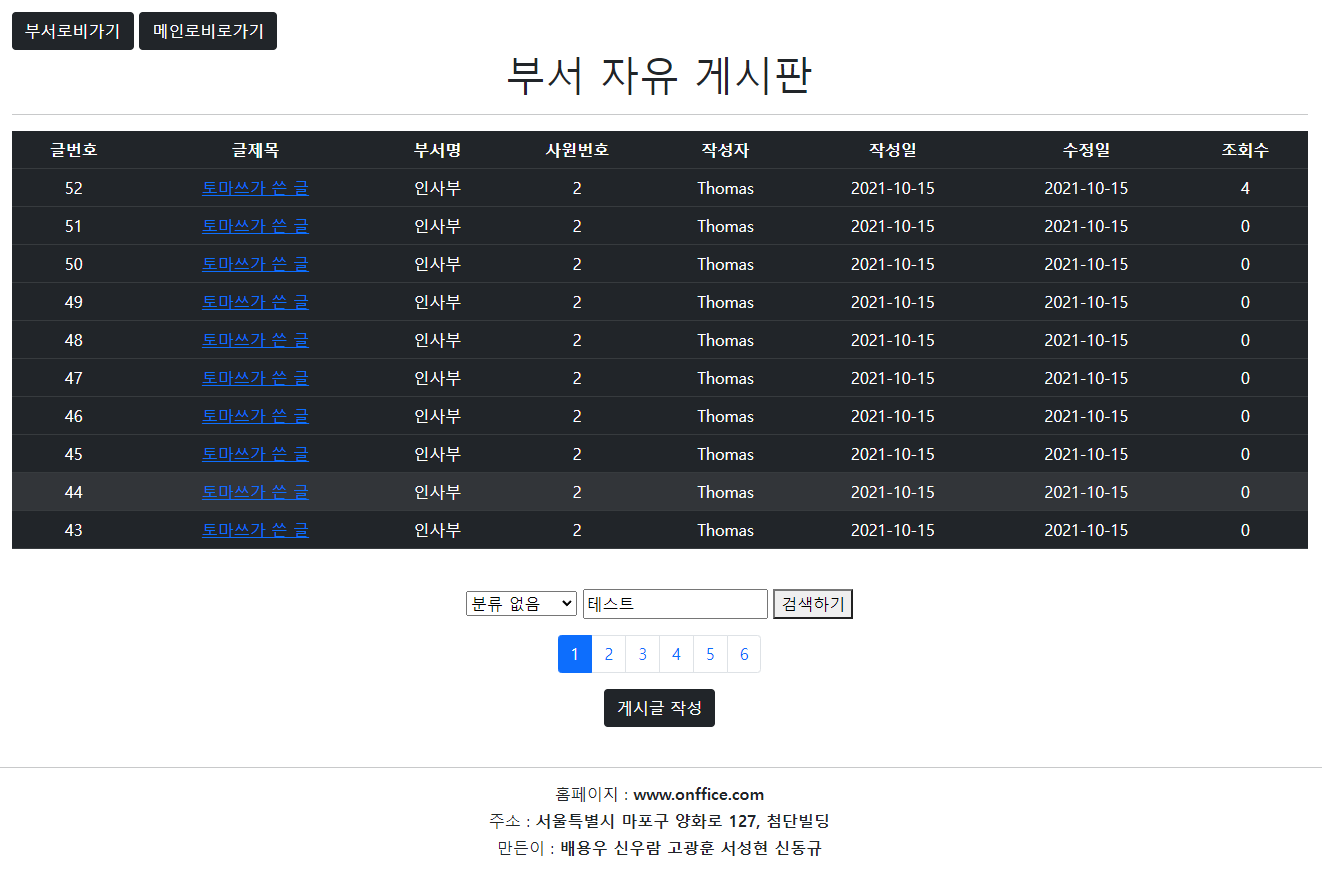 부서로비가기 메인로비로가기
부서 자유 게시판
글번호 글제목 부서명 사원번호 작성자 작성일 수정일 조회수
52 토마쓰가 쓴 글 인사부 2 Thomas 2021-10-15 2021-10-15 4
51 토마쓰가 쓴 글 인사부 2 Thomas 2021-10-15 2021-10-15 0
50 토마쓰가 쓴 글 인사부 2 Thomas 2021-10-15 2021-10-15 0
49 토마쓰가 쓴 글 인사부 2 Thomas 2021-10-15 2021-10-15 0
48 토마쓰가 쓴 글 인사부 2 Thomas 2021-10-15 2021-10-15 0
47 토마쓰가 쓴 글 인사부 2 Thomas 2021-10-15 2021-10-15 0
46 토마쓰가 쓴 글 인사부 2 Thomas 2021-10-15 2021-10-15 0
45 토마쓰가 쓴 글 인사부 2 Thomas 2021-10-15 2021-10-15 0
44 토마쓰가 쓴 글 인사부 2 Thomas 2021-10-15 2021-10-15 0
43 토마쓰가 쓴 글 인사부 2 Thomas 2021-10-15 2021-10-15 0
분류 없음 테스트 검색하기
1 2 3 4 5 6
게시글 작성
홈페이지 : www.onffice.com
주소 : 서울특별시 마포구 양화로 127, 첨단빌딩
만든이 : 배용우 신우람 고광훈 서성현 신동규